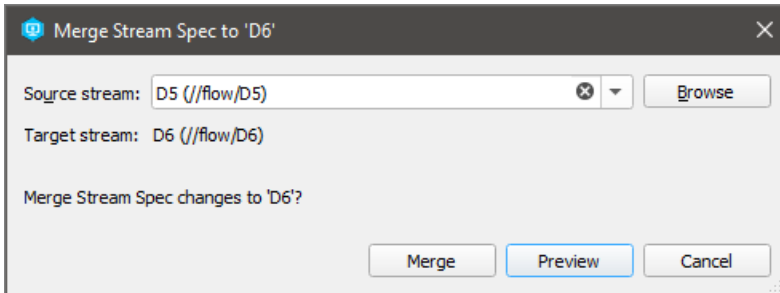 Merge Stream Spec to 'D6'
Source stream: D5 (//flow/D5) Browse
Target stream: D6 (//flow/D6)
Merge Stream Spec changes to 'D6'?
Merge Preview Cancel